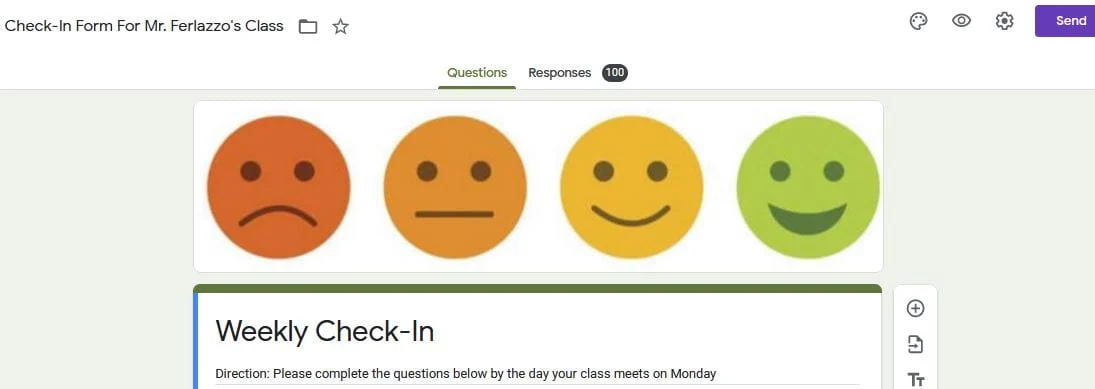 Check-In Form For Mr. Ferlazzo's Class
Send
Questions Responses 100
Weekly Check-In
Direction: Please complete the questions below by the day your class meets on Monday
Tт